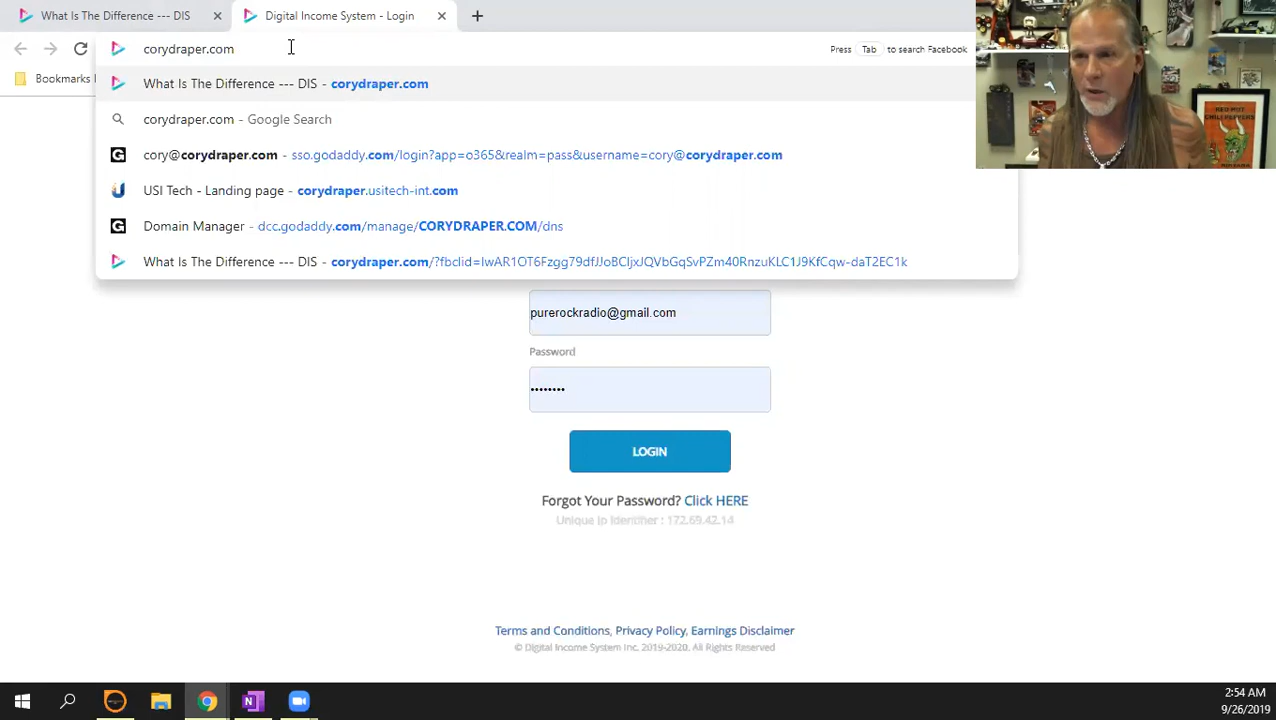 What Is The Difference --- DIS
Digital Income System - Login
corydraper.com
Press Tab to search Facebook
Bookmarks
What Is The Difference --- DIS - corydraper.com
corydraper.com - Google Search
cory@corydraper.com - sso.godaddy.com/login?app=o365&realm=pass&username=cory@corydraper.com
USI Tech - Landing page - corydraper.usitech-int.com
Domain Manager - dcc.godaddy.com/manage/CORYDRAPER.COM/dns
What Is The Difference --- DIS - corydraper.com/?fbclid=IwAR1OT6Fzgg79dfJJoBCIjxJQVbGqSvPZm40RnzuKLC1J9KfCqw-daT2EC1k
RED HOT
CHILI PEPPERS
purerockradio@gmail.com
Password
••••••••
LOGIN
Forgot Your Password? Click HERE
Unique Ip Identifier : 172.69.42.14
Terms and Conditions, Privacy Policy, Earnings Disclaimer
© Digital Income System Inc, 2019-2020, All Rights Reserved
2:54 AM
9/26/2019